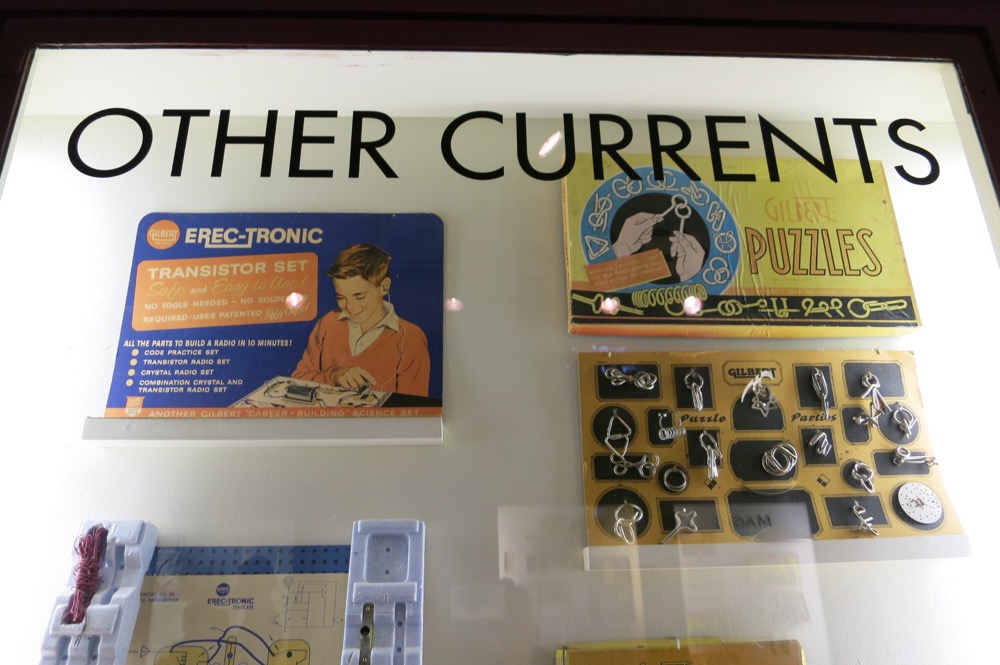 OTHER CURRENTS
GILBERT
EREC-TRONIC
TRANSISTOR SET
Safe and Easy to Use!
NO TOOLS NEEDED – NO SOLDERING
REQUIRED-USES PATENTED
ALL THE PARTS TO BUILD A RADIO IN 10 MINUTES!
CODE PRACTICE SET
TRANSISTOR RADIO SET
CRYSTAL RADIO SET
COMBINATION CRYSTAL AND
TRANSISTOR RADIO SET
ANOTHER GILBERT "CAREER-BUILDING" SCIENCE SET
GILBERT
PUZZLES
GILBERT
Puzzle Parties
EREC-TRONIC